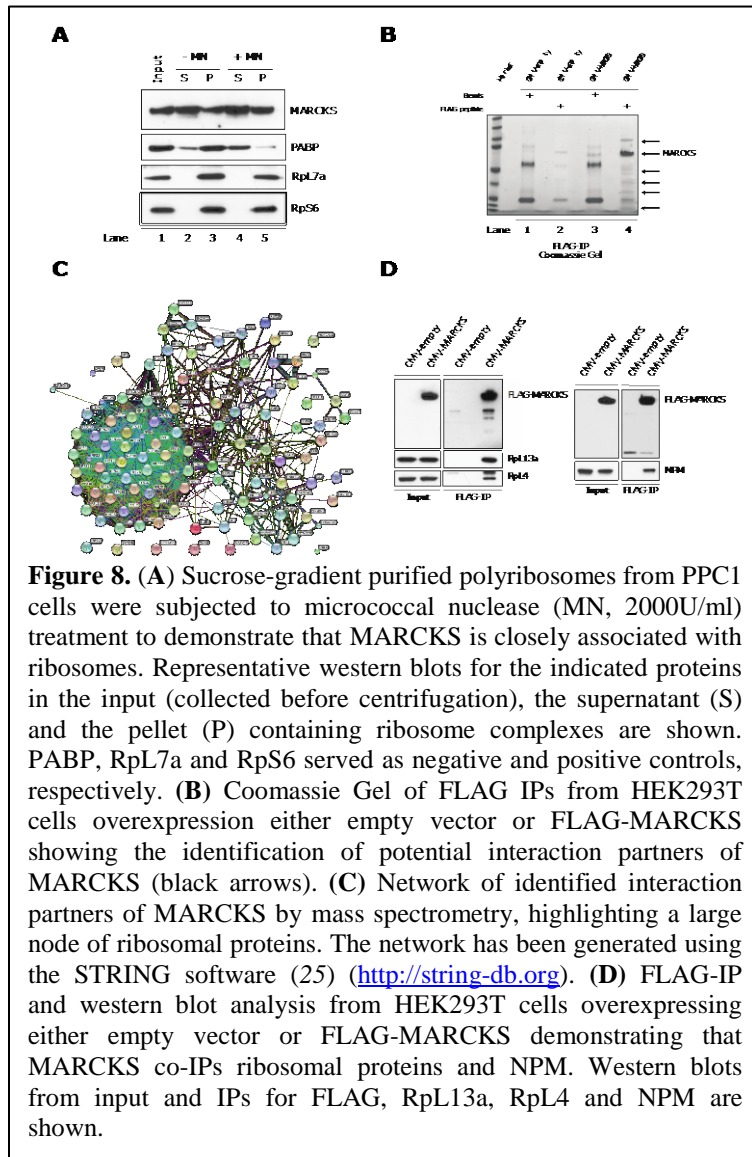 A
Input
- MN
+ MN
S P S P
MARCKS
PABP
RpL7a
RpS6
Lane 1 2 3 4 5
B
Beads + +
FLAG peptide + +
MARCKS
Lane 1 2 3 4
FLAG-IP
Coomassie Gel
C
D
CMV-empty
CMV-MARCKS
CMV-empty
CMV-MARCKS
FLAG-MARCKS
RpL13a
RpL4
Input FLAG-IP
CMV-empty
CMV-MARCKS
CMV-empty
CMV-MARCKS
FLAG-MARCKS
NPM
Input FLAG-IP
Figure 8. (A) Sucrose-gradient purified polyribosomes from PPC1
cells were subjected to micrococcal nuclease (MN, 2000U/ml)
treatment to demonstrate that MARCKS is closely associated with
ribosomes. Representative western blots for the indicated proteins
in the input (collected before centrifugation), the supernatant (S)
and the pellet (P) containing ribosome complexes are shown.
PABP, RpL7a and RpS6 served as negative and positive controls,
respectively. (B) Coomassie Gel of FLAG IPs from HEK293T
cells overexpression either empty vector or FLAG-MARCKS
showing the identification of potential interaction partners of
MARCKS (black arrows). (C) Network of identified interaction
partners of MARCKS by mass spectrometry, highlighting a large
node of ribosomal proteins. The network has been generated using
the STRING software (25) (http://string-db.org). (D) FLAG-IP
and western blot analysis from HEK293T cells overexpressing
either empty vector or FLAG-MARCKS demonstrating that
MARCKS co-IPs ribosomal proteins and NPM. Western blots
from input and IPs for FLAG, RpL13a, RpL4 and NPM are
shown.